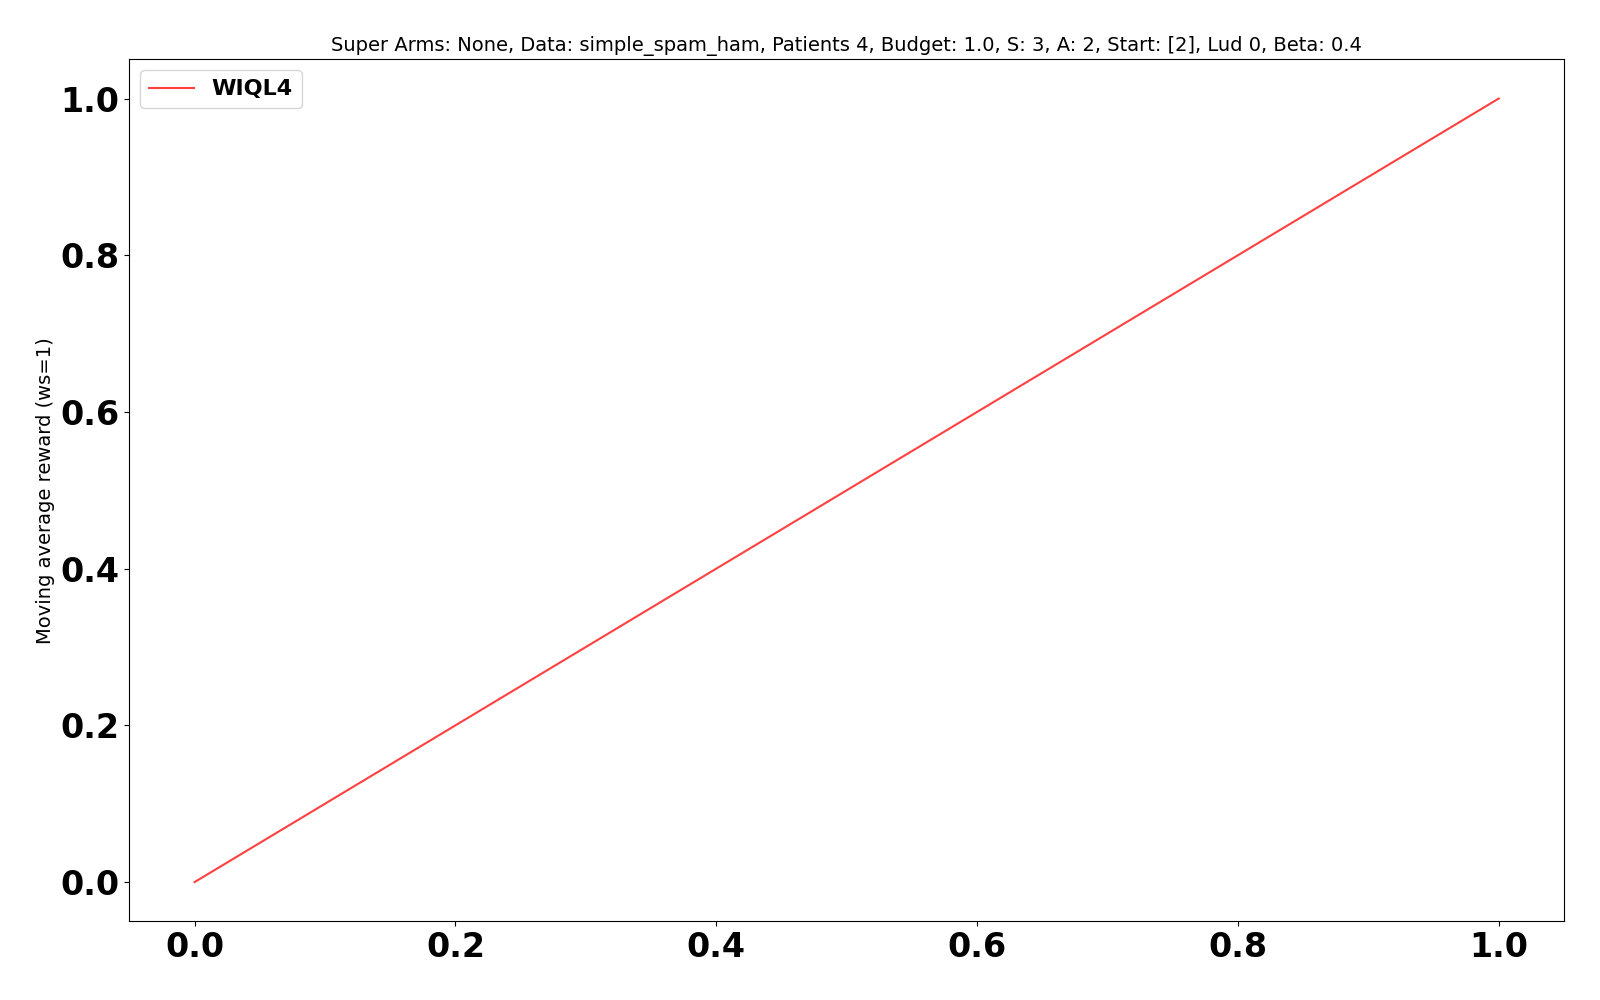 Super Arms: None, Data: simple_spam_ham, Patients 4, Budget: 1.0, S: 3, A: 2, Start: [2], Lud 0, Beta: 0.4
WIQL4
Moving average reward (ws=1)
1.0
0.8
0.6
0.4
0.2
0.0
0.0 0.2 0.4 0.6 0.8 1.0